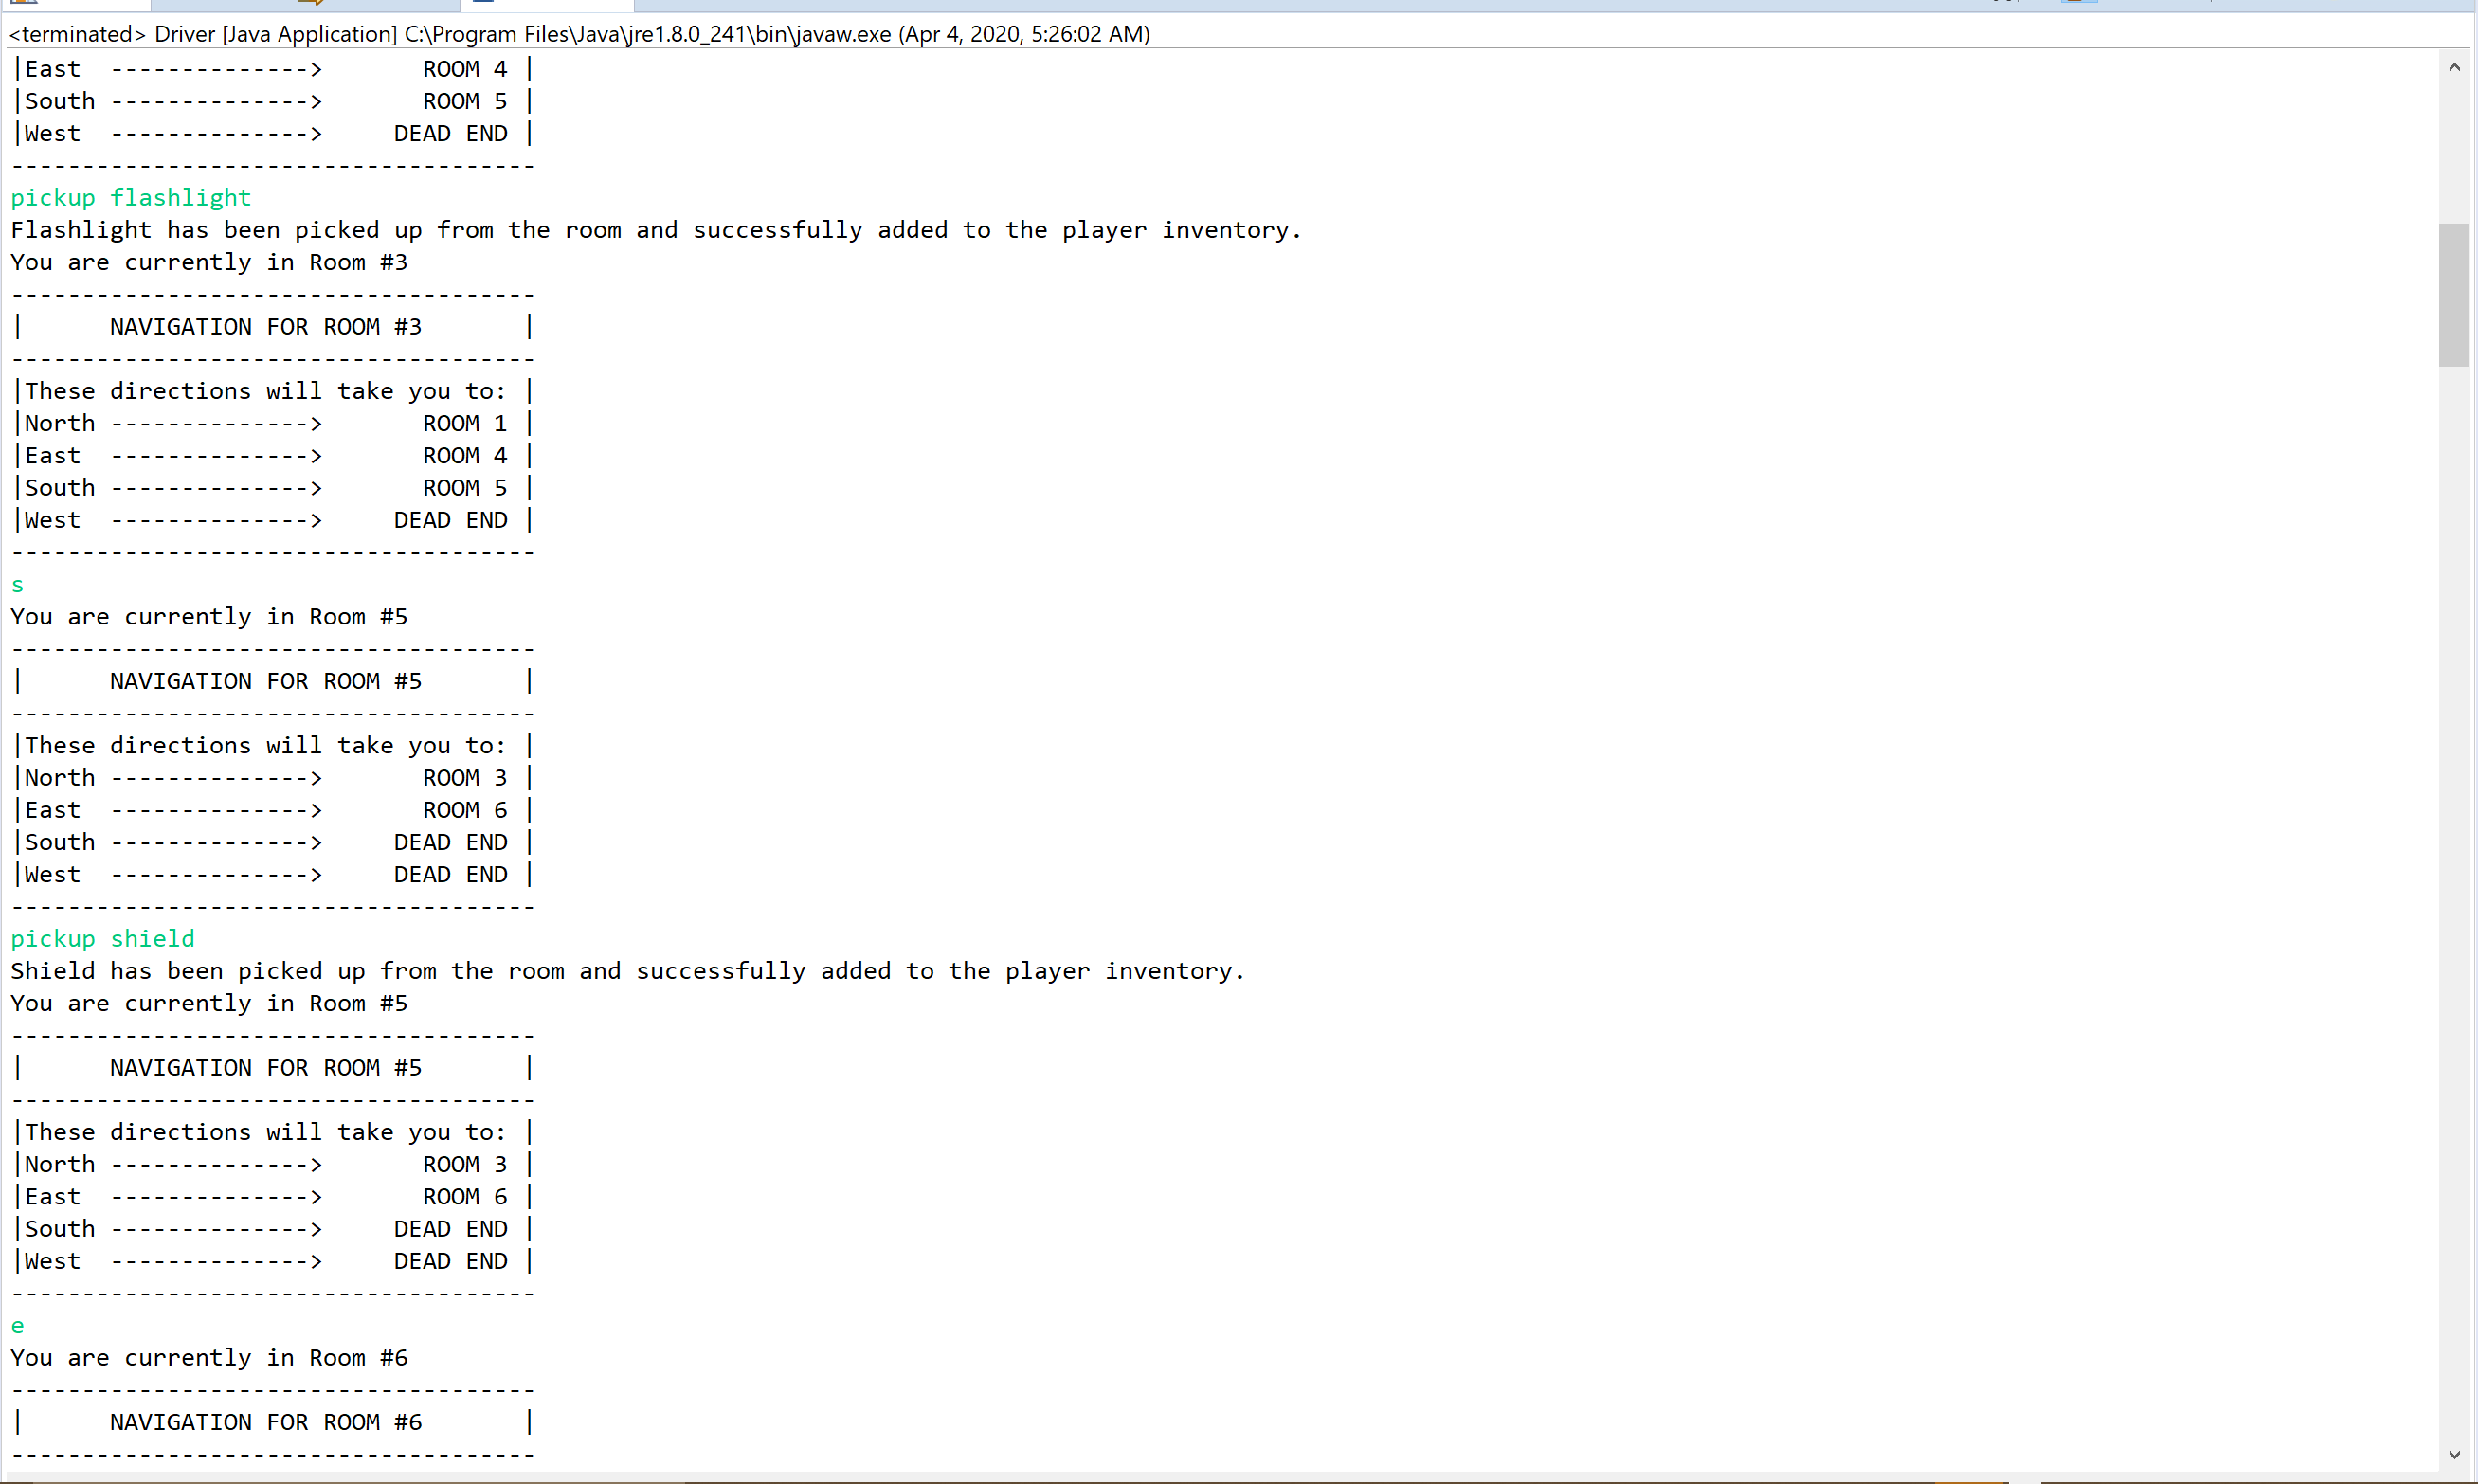 <terminated> Driver [Java Application] C:\Program Files\Java\jre1.8.0_241\bin\javaw.exe (Apr 4, 2020, 5:26:02 AM)
|East  -------------->       ROOM 4 |
|South -------------->       ROOM 5 |
|West  -------------->     DEAD END |
-------------------------------------
pickup flashlight
Flashlight has been picked up from the room and successfully added to the player inventory.
You are currently in Room #3
-------------------------------------
|      NAVIGATION FOR ROOM #3       |
-------------------------------------
|These directions will take you to: |
|North -------------->       ROOM 1 |
|East  -------------->       ROOM 4 |
|South -------------->       ROOM 5 |
|West  -------------->     DEAD END |
-------------------------------------
s
You are currently in Room #5
-------------------------------------
|      NAVIGATION FOR ROOM #5       |
-------------------------------------
|These directions will take you to: |
|North -------------->       ROOM 3 |
|East  -------------->       ROOM 6 |
|South -------------->     DEAD END |
|West  -------------->     DEAD END |
-------------------------------------
pickup shield
Shield has been picked up from the room and successfully added to the player inventory.
You are currently in Room #5
-------------------------------------
|      NAVIGATION FOR ROOM #5       |
-------------------------------------
|These directions will take you to: |
|North -------------->       ROOM 3 |
|East  -------------->       ROOM 6 |
|South -------------->     DEAD END |
|West  -------------->     DEAD END |
-------------------------------------
e
You are currently in Room #6
-------------------------------------
|      NAVIGATION FOR ROOM #6       |
-------------------------------------